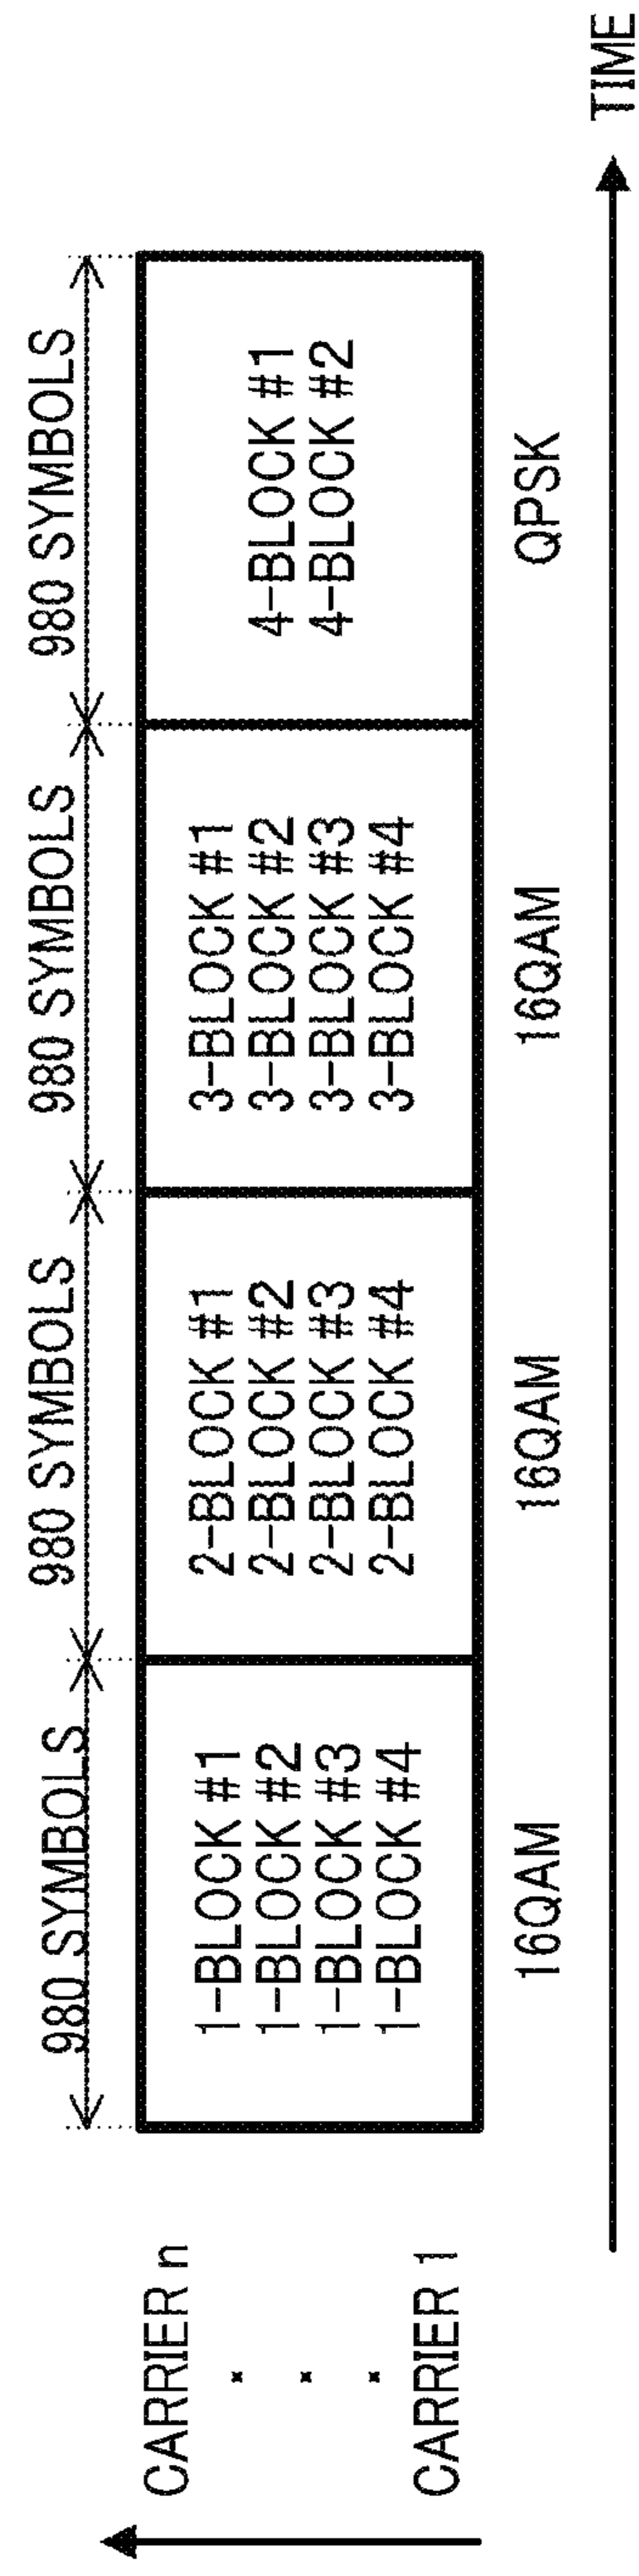 980 SYMBOLS
980 SYMBOLS
980 SYMBOLS
980 SYMBOLS
CARRIER n
CARRIER 1
1-BLOCK #1
1-BLOCK #2
1-BLOCK #3
1-BLOCK #4
2-BLOCK #1
2-BLOCK #2
2-BLOCK #3
2-BLOCK #4
3-BLOCK #1
3-BLOCK #2
3-BLOCK #3
3-BLOCK #4
4-BLOCK #1
4-BLOCK #2
16QAM
16QAM
16QAM
QPSK
TIME